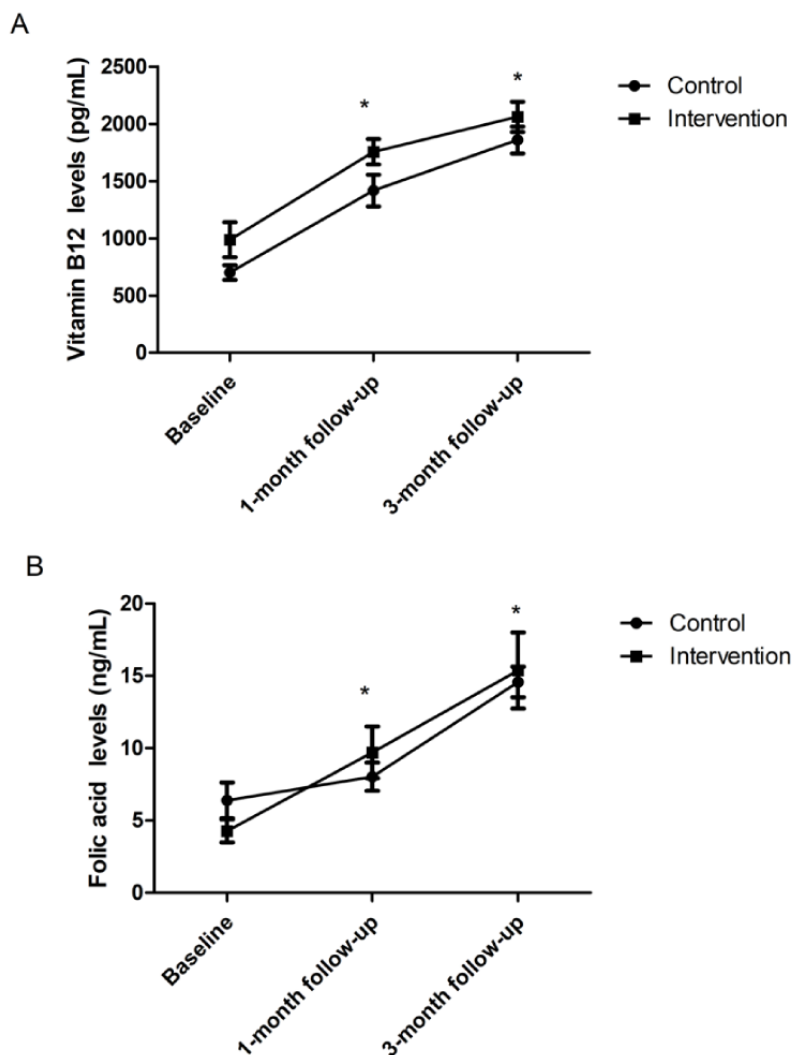 A
Vitamin B12 levels (pg/mL)
2500
2000
1500
1000
500
0
*
*
Control
Intervention
Baseline
1-month follow-up
3-month follow-up
B
Folic acid levels (ng/mL)
20
15
10
5
0
*
*
Control
Intervention
Baseline
1-month follow-up
3-month follow-up